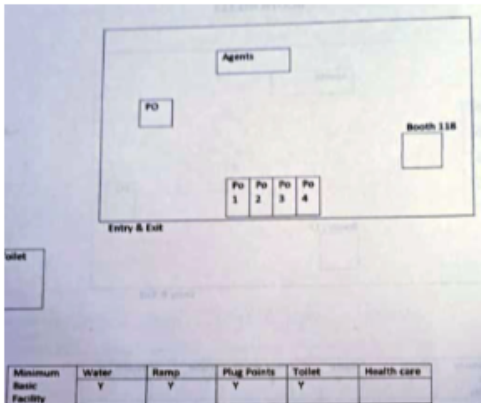 Agents
PO
Booth 118
Po Po Po Po
1 2 3 4
Entry & Exit
oilet
Minimum Water Ramp Plug Points Toilet Health care
Basic Y Y Y Y
Facility